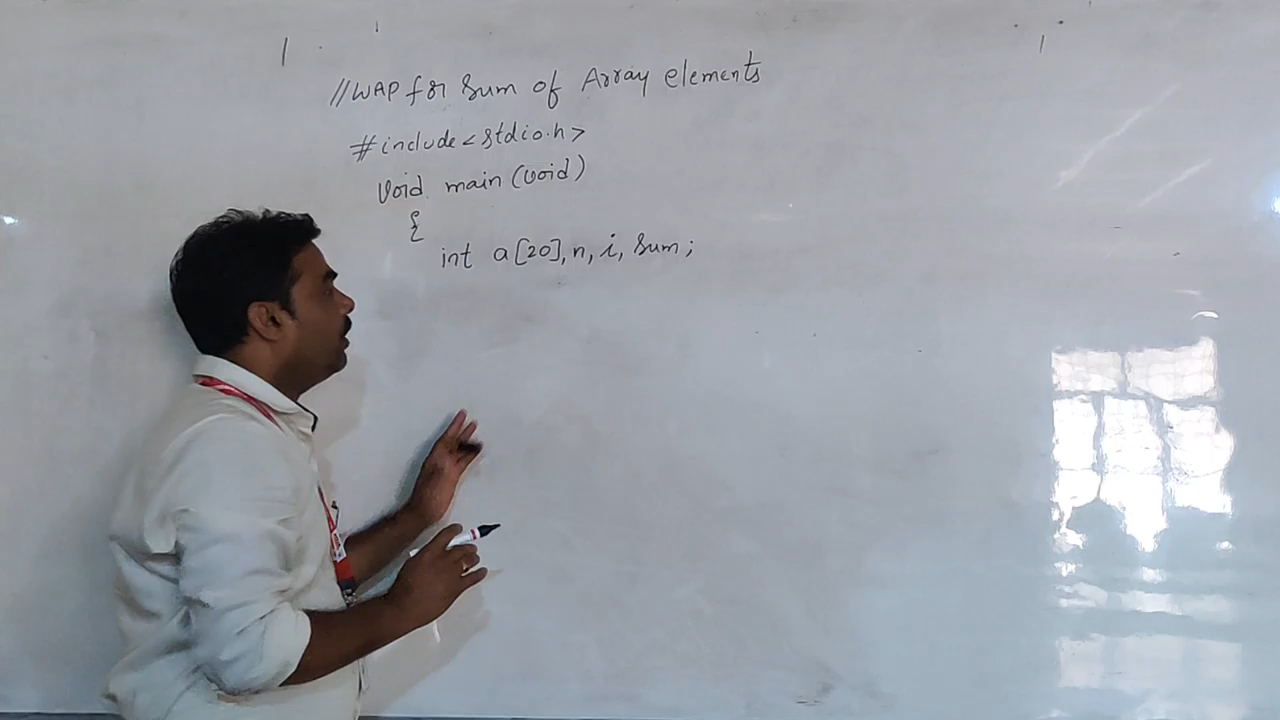 //WAP for Sum of Array elements
#include<stdio.h>
void main(void)
{
int a[20],n,i,Sum;